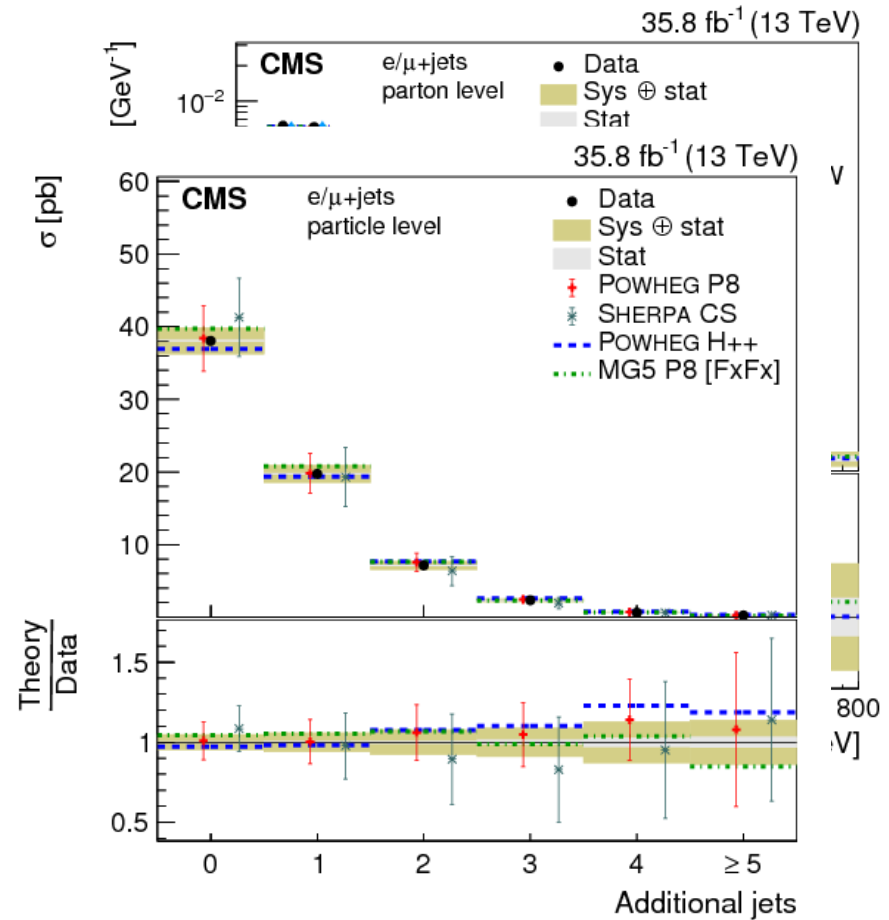 35.8 fb⁻¹ (13 TeV)
[GeV⁻¹]
CMS
e/μ+jets
parton level
Data
Sys ⊕ stat
Stat
10⁻²
800
35.8 fb⁻¹ (13 TeV)
σ [pb]
CMS
e/μ+jets
particle level
Data
Sys ⊕ stat
Stat
POWHEG P8
SHERPA CS
POWHEG H++
MG5 P8 [FxFx]
60
50
40
30
20
10
Theory
Data
1.5
1
0.5
0 1 2 3 4 ≥ 5
Additional jets